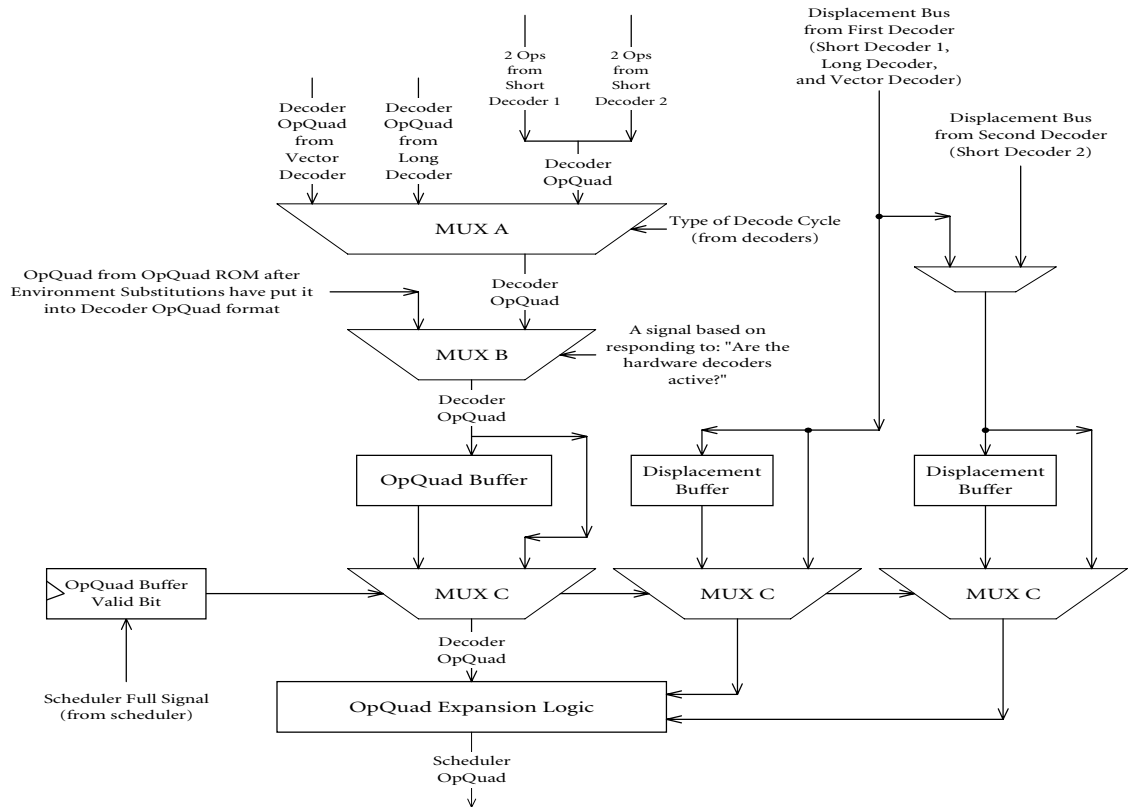 Displacement Bus
from First Decoder
(Short Decoder 1,
Long Decoder,
and Vector Decoder)
2 Ops
from
Short
Decoder 1
2 Ops
from
Short
Decoder 2
Decoder
OpQuad
from
Vector
Decoder
Decoder
OpQuad
from
Long
Decoder
Displacement Bus
from Second Decoder
(Short Decoder 2)
Decoder
OpQuad
MUX A
Type of Decode Cycle
(from decoders)
OpQuad from OpQuad ROM after
Environment Substitutions have put it
into Decoder OpQuad format
Decoder
OpQuad
MUX B
A signal based on
responding to: "Are the
hardware decoders
active?"
Decoder
OpQuad
OpQuad Buffer
Displacement
Buffer
Displacement
Buffer
OpQuad Buffer
Valid Bit
MUX C
MUX C
MUX C
Decoder
OpQuad
Scheduler Full Signal
(from scheduler)
OpQuad Expansion Logic
Scheduler
OpQuad